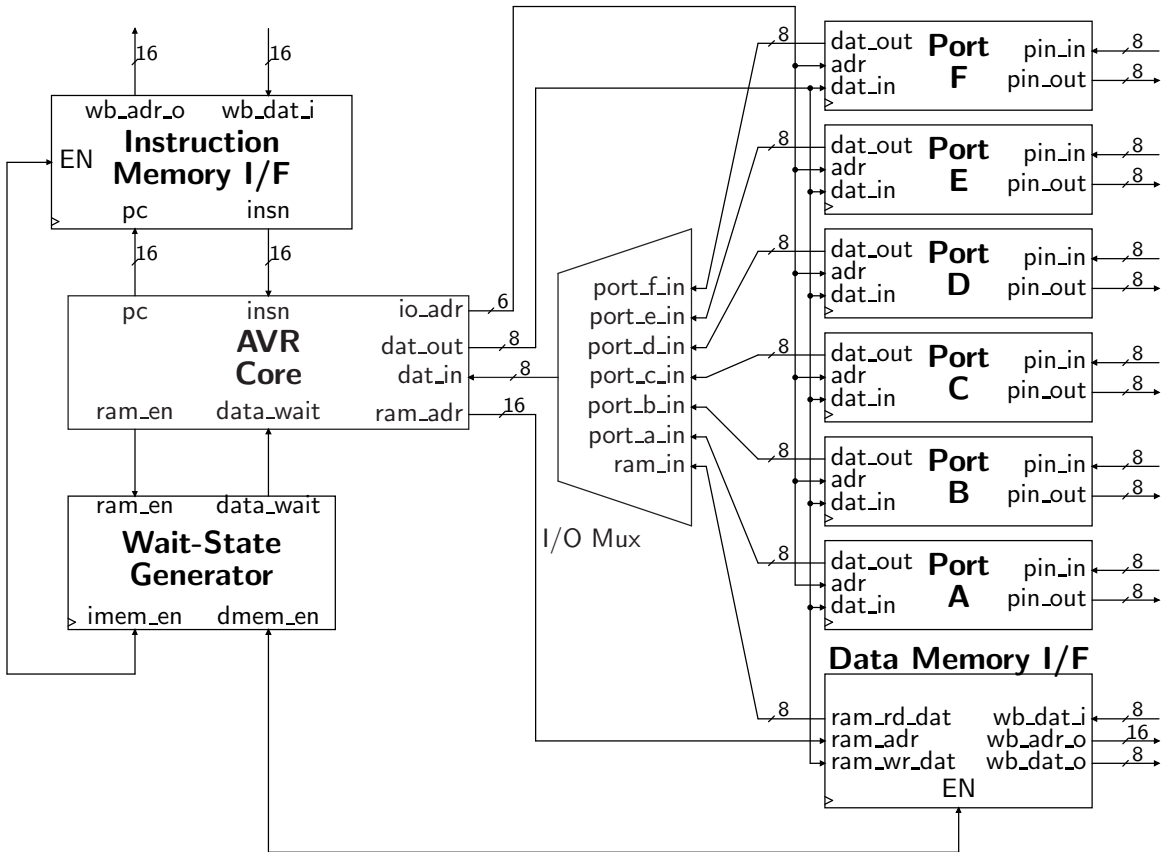 16
16
wb_adr_o
wb_dat_i
Instruction
Memory I/F
EN
pc
insn
16
16
pc
insn
AVR
Core
io_adr
6
dat_out
8
dat_in
8
ram_adr
16
ram_en
data_wait
ram_en
data_wait
Wait-State
Generator
imem_en
dmem_en
port_f_in
port_e_in
port_d_in
port_c_in
port_b_in
port_a_in
ram_in
I/O Mux
8
dat_out
adr
dat_in
Port
F
pin_in
8
pin_out
8
8
dat_out
adr
dat_in
Port
E
pin_in
8
pin_out
8
8
dat_out
adr
dat_in
Port
D
pin_in
8
pin_out
8
8
dat_out
adr
dat_in
Port
C
pin_in
8
pin_out
8
8
dat_out
adr
dat_in
Port
B
pin_in
8
pin_out
8
8
dat_out
adr
dat_in
Port
A
pin_in
8
pin_out
8
Data Memory I/F
8
ram_rd_dat
ram_adr
ram_wr_dat
wb_dat_i
8
wb_adr_o
16
wb_dat_o
8
EN